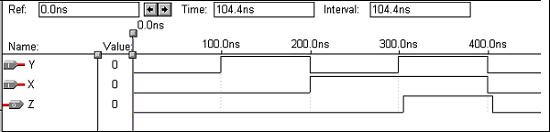 Ref: 0.0ns Time: 104.4ns Interval: 104.4ns
0.0ns
Name: Value: 100.0ns 200.0ns 300.0ns 400.0ns
Y 0
X 0
Z 0